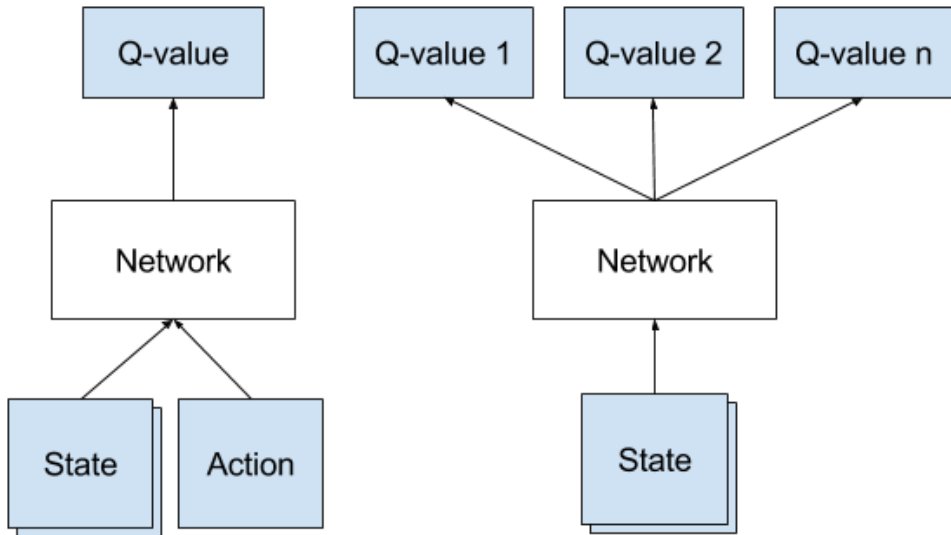 Q-value
Network
State
Action
Q-value 1
Q-value 2
Q-value n
Network
State